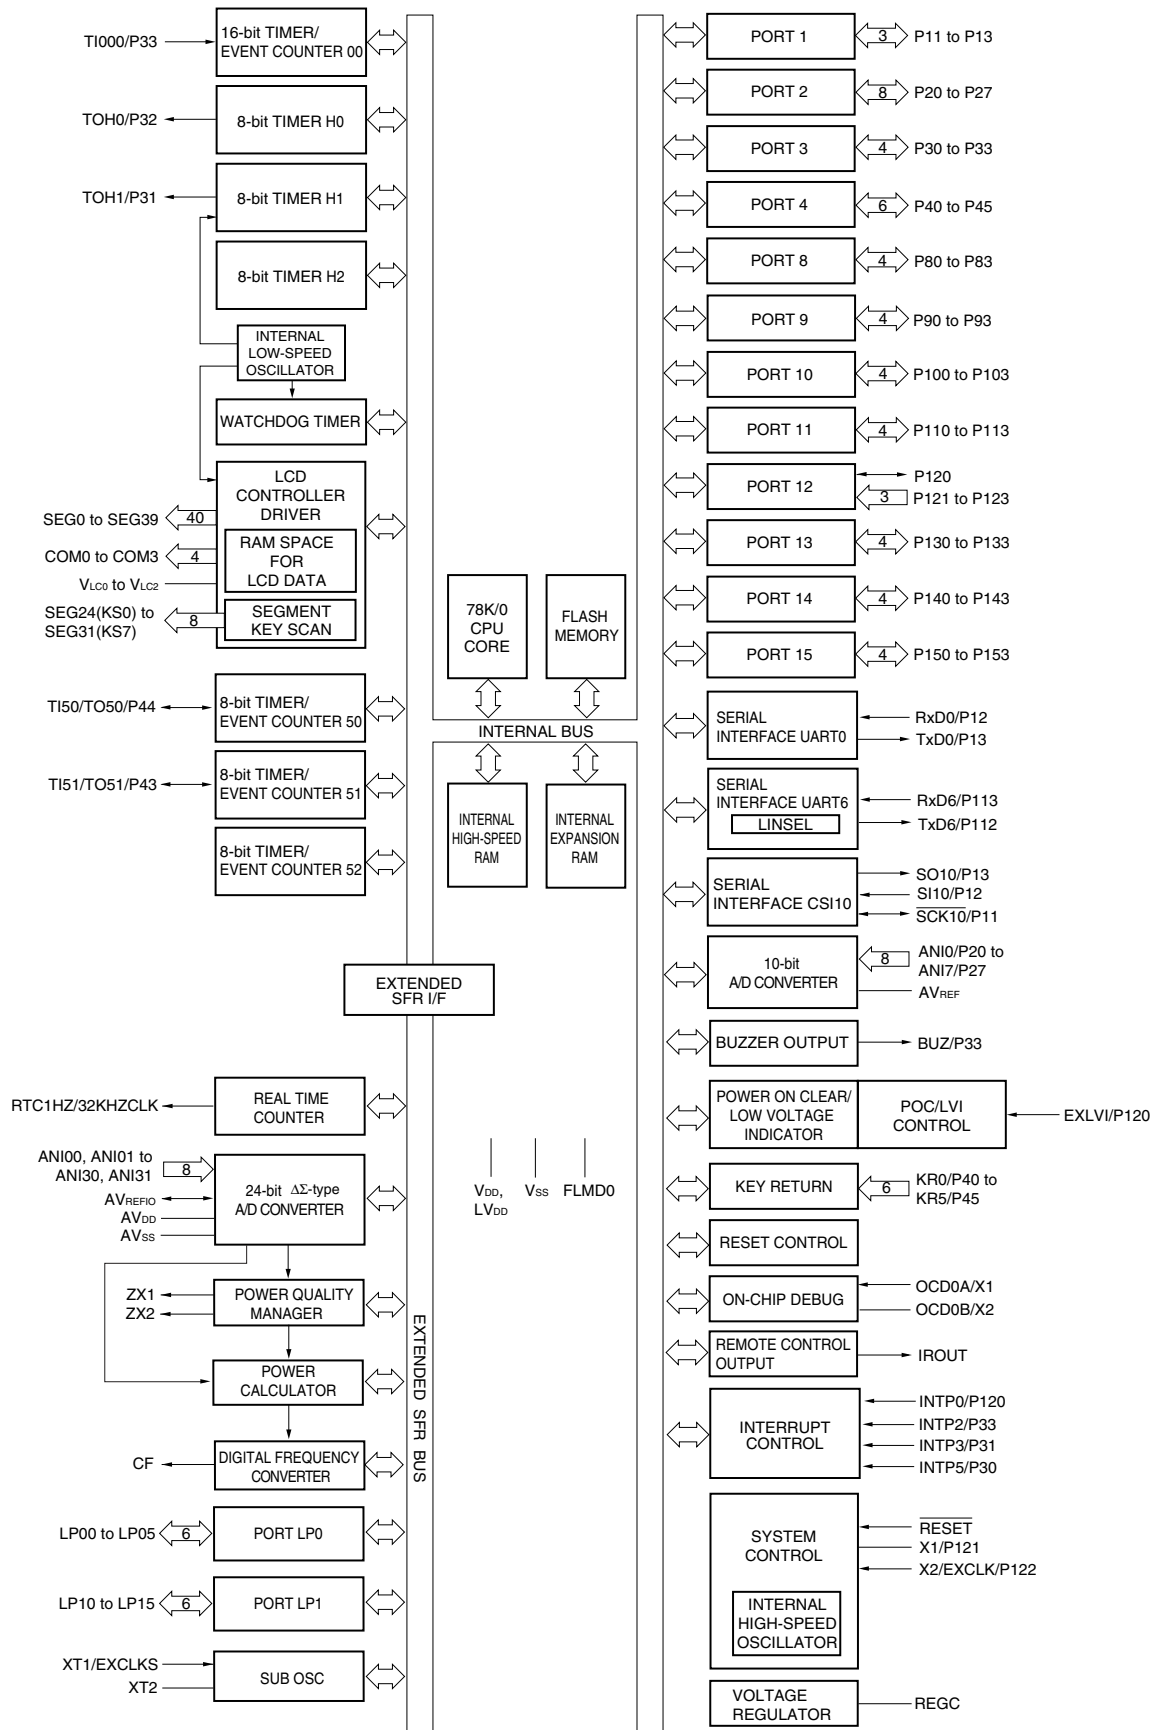 TI000/P33
16-bit TIMER/
EVENT COUNTER 00
TOH0/P32
8-bit TIMER H0
TOH1/P31
8-bit TIMER H1
8-bit TIMER H2
INTERNAL
LOW-SPEED
OSCILLATOR
WATCHDOG TIMER
LCD
CONTROLLER
DRIVER
SEG0 to SEG39
40
RAM SPACE
FOR
LCD DATA
COM0 to COM3
4
VLC0 to VLC2
SEG24(KS0) to
SEG31(KS7)
8
SEGMENT
KEY SCAN
TI50/TO50/P44
8-bit TIMER/
EVENT COUNTER 50
TI51/TO51/P43
8-bit TIMER/
EVENT COUNTER 51
8-bit TIMER/
EVENT COUNTER 52
EXTENDED
SFR I/F
RTC1HZ/32KHZCLK
REAL TIME
COUNTER
ANI00, ANI01 to
ANI30, ANI31
8
AVREFIO
AVDD
AVSS
24-bit ΔΣ-type
A/D CONVERTER
ZX1
ZX2
POWER QUALITY
MANAGER
POWER
CALCULATOR
CF
DIGITAL FREQUENCY
CONVERTER
LP00 to LP05
6
PORT LP0
LP10 to LP15
6
PORT LP1
XT1/EXCLKS
XT2
SUB OSC
EXTENDED SFR BUS
78K/0
CPU
CORE
FLASH
MEMORY
INTERNAL BUS
INTERNAL
HIGH-SPEED
RAM
INTERNAL
EXPANSION
RAM
VDD,
LVDD
VSS
FLMD0
PORT 1
3
P11 to P13
PORT 2
8
P20 to P27
PORT 3
4
P30 to P33
PORT 4
6
P40 to P45
PORT 8
4
P80 to P83
PORT 9
4
P90 to P93
PORT 10
4
P100 to P103
PORT 11
4
P110 to P113
PORT 12
P120
3
P121 to P123
PORT 13
4
P130 to P133
PORT 14
4
P140 to P143
PORT 15
4
P150 to P153
SERIAL
INTERFACE UART0
RxD0/P12
TxD0/P13
SERIAL
INTERFACE UART6
LINSEL
RxD6/P113
TxD6/P112
SERIAL
INTERFACE CSI10
SO10/P13
SI10/P12
SCK10/P11
10-bit
A/D CONVERTER
8
ANI0/P20 to
ANI7/P27
AVREF
BUZZER OUTPUT
BUZ/P33
POWER ON CLEAR/
LOW VOLTAGE
INDICATOR
POC/LVI
CONTROL
EXLVI/P120
KEY RETURN
6
KR0/P40 to
KR5/P45
RESET CONTROL
ON-CHIP DEBUG
OCD0A/X1
OCD0B/X2
REMOTE CONTROL
OUTPUT
IROUT
INTERRUPT
CONTROL
INTP0/P120
INTP2/P33
INTP3/P31
INTP5/P30
SYSTEM
CONTROL
RESET
X1/P121
X2/EXCLK/P122
INTERNAL
HIGH-SPEED
OSCILLATOR
VOLTAGE
REGULATOR
REGC